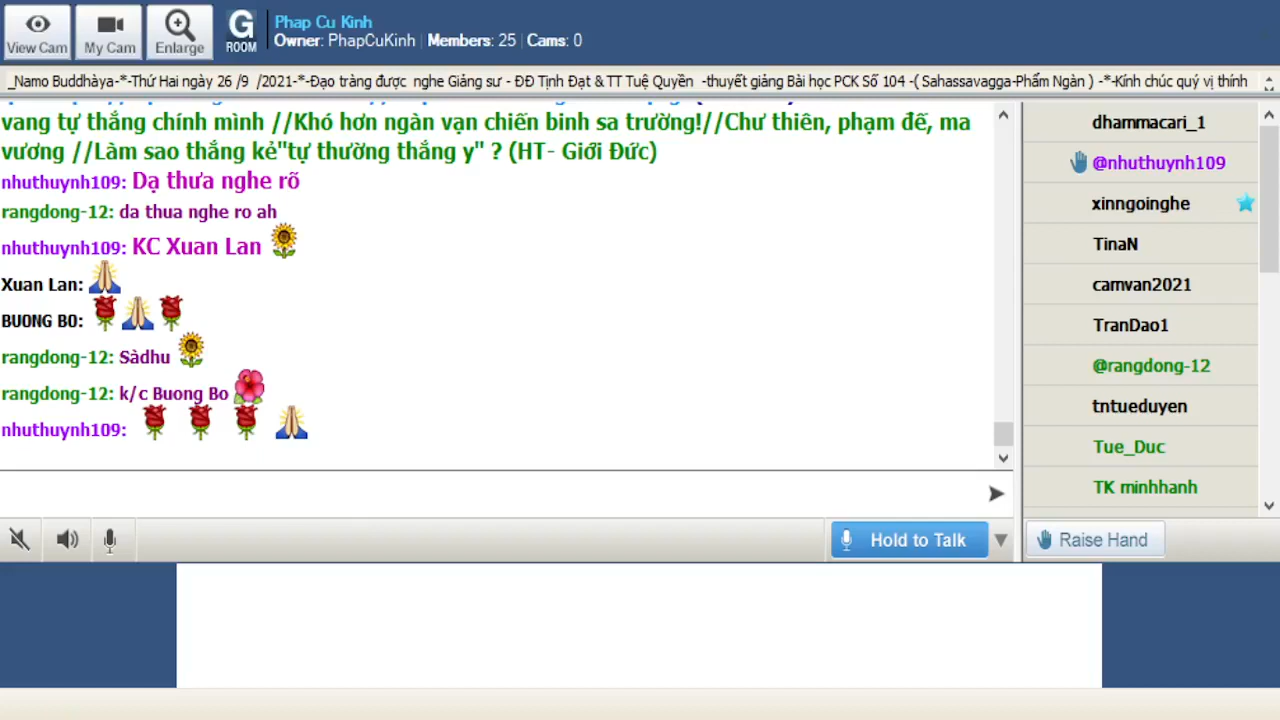 View Cam
My Cam
Enlarge
G
ROOM
Phap Cu Kinh
Owner: PhapCuKinh | Members: 25 | Cams: 0
_Namo Buddhàya-*-Thứ Hai ngày 26 /9 /2021-*-Đạo tràng được nghe Giảng sư - ĐĐ Tịnh Đạt & TT Tuệ Quyền -thuyết giảng Bài học PCK Số 104 -( Sahassavagga-Phẩm Ngàn ) -*-Kính chúc quý vị thính
vang tự thắng chính mình //Khó hơn ngàn vạn chiến binh sa trường!//Chư thiên, phạm đế, ma
vương //Làm sao thắng kẻ"tự thường thắng y" ? (HT- Giới Đức)
nhuthuynh109: Dạ thưa nghe rõ
rangdong-12: da thua nghe ro ah
nhuthuynh109: KC Xuan Lan
Xuan Lan:
BUONG BO:
rangdong-12: Sàdhu
rangdong-12: k/c Buong Bo
nhuthuynh109:
Hold to Talk
dhammacari_1
@nhuthuynh109
xinngoinghe
TinaN
camvan2021
TranDao1
@rangdong-12
tntueduyen
Tue_Duc
TK minhhanh
Raise Hand